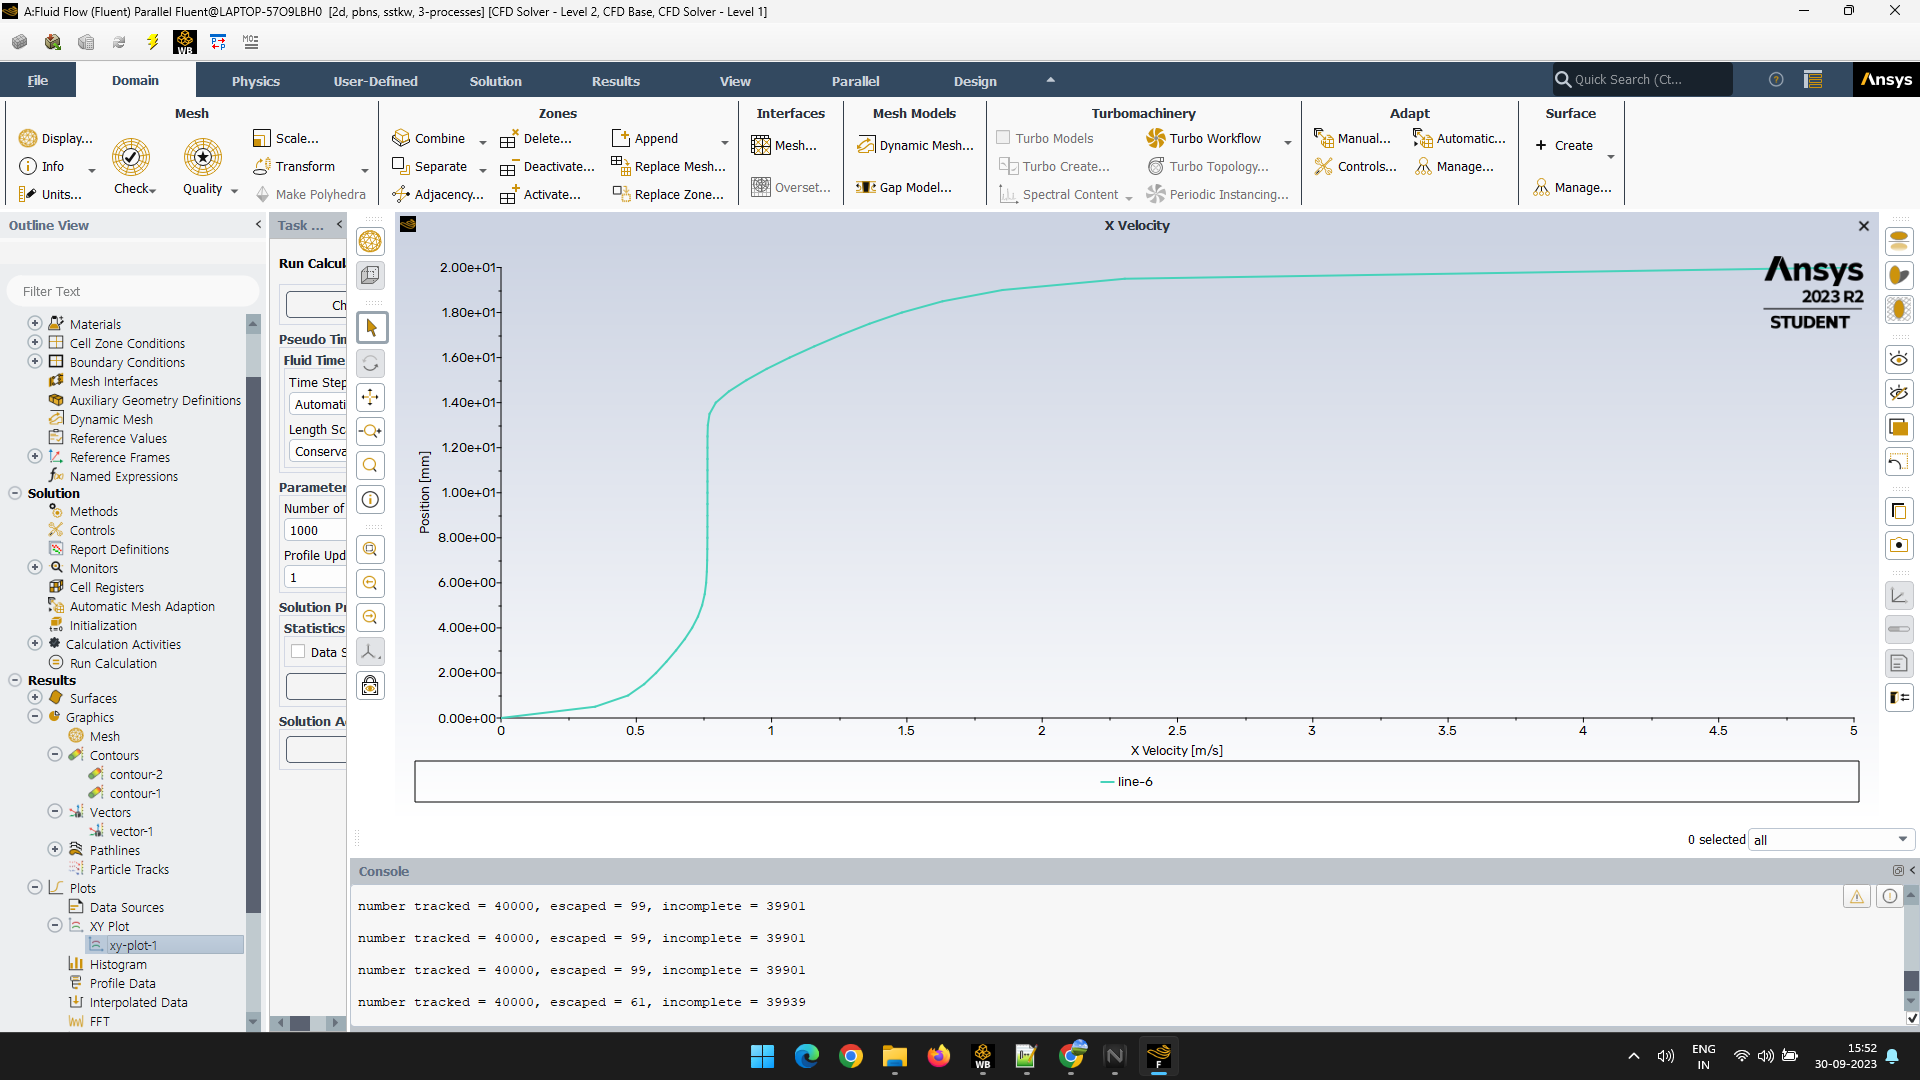 A:Fluid Flow (Fluent) Parallel Fluent@LAPTOP-57O9LBH0 [2d, pbns, sstkw, 3-processes] [CFD Solver - Level 2, CFD Base, CFD Solver - Level 1]
WB
File
Domain
Physics
User-Defined
Solution
Results
View
Parallel
Design
Quick Search (Ct...
Ansys
Mesh
Display...
Info
Units...
Check
Quality
Scale...
Transform
Make Polyhedra
Zones
Combine
Separate
Adjacency...
Delete...
Deactivate...
Activate...
Append
Replace Mesh...
Replace Zone...
Interfaces
Mesh...
Overset...
Mesh Models
Dynamic Mesh...
Gap Model...
Turbomachinery
Turbo Models
Turbo Create...
Spectral Content
Turbo Workflow
Turbo Topology...
Periodic Instancing...
Adapt
Manual...
Controls...
Automatic...
Manage...
Surface
+ Create
Manage...
Outline View
Filter Text
Materials
Cell Zone Conditions
Boundary Conditions
Mesh Interfaces
Auxiliary Geometry Definitions
Dynamic Mesh
Reference Values
Reference Frames
Named Expressions
Solution
Methods
Controls
Report Definitions
Monitors
Cell Registers
Automatic Mesh Adaption
Initialization
Calculation Activities
Run Calculation
Results
Surfaces
Graphics
Mesh
Contours
contour-2
contour-1
Vectors
vector-1
Pathlines
Particle Tracks
Plots
Data Sources
XY Plot
xy-plot-1
Histogram
Profile Data
Interpolated Data
FFT
Task ...
Run Calcul
Ch
Pseudo Tim
Fluid Time
Time Step
Automati
Length Sc
Conserva
Parameter
Number of
1000
Profile Upd
1
Solution Pr
Statistics
Data S
Solution A
X Velocity
Ansys
2023 R2
STUDENT
2.00e+01
1.80e+01
1.60e+01
1.40e+01
1.20e+01
1.00e+01
8.00e+00
6.00e+00
4.00e+00
2.00e+00
0.00e+00
Position [mm]
0 0.5 1 1.5 2 2.5 3 3.5 4 4.5 5
X Velocity [m/s]
line-6
0 selected all
Console
number tracked = 40000, escaped = 99, incomplete = 39901
number tracked = 40000, escaped = 99, incomplete = 39901
number tracked = 40000, escaped = 99, incomplete = 39901
number tracked = 40000, escaped = 61, incomplete = 39939
WB
N
F
ENG
IN
15:52
30-09-2023